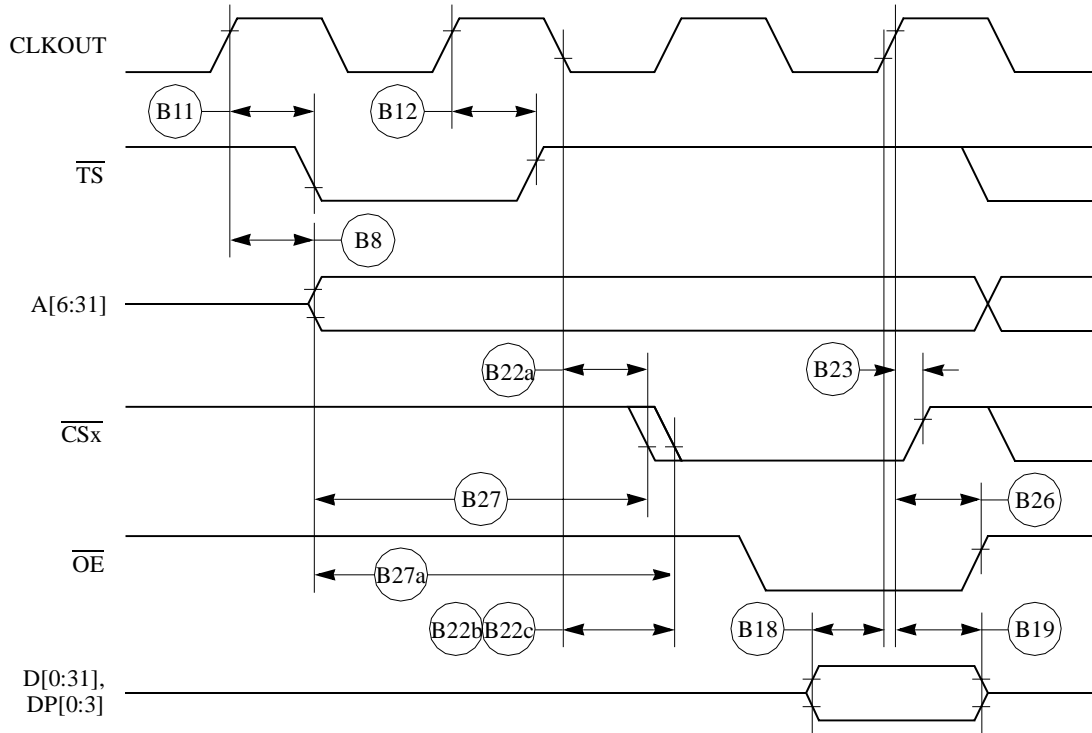 CLKOUT
B11
B12
TS
B8
A[6:31]
B22a
B23
CSx
B27
B26
OE
B27a
B22b B22c
B18
B19
D[0:31],
DP[0:3]